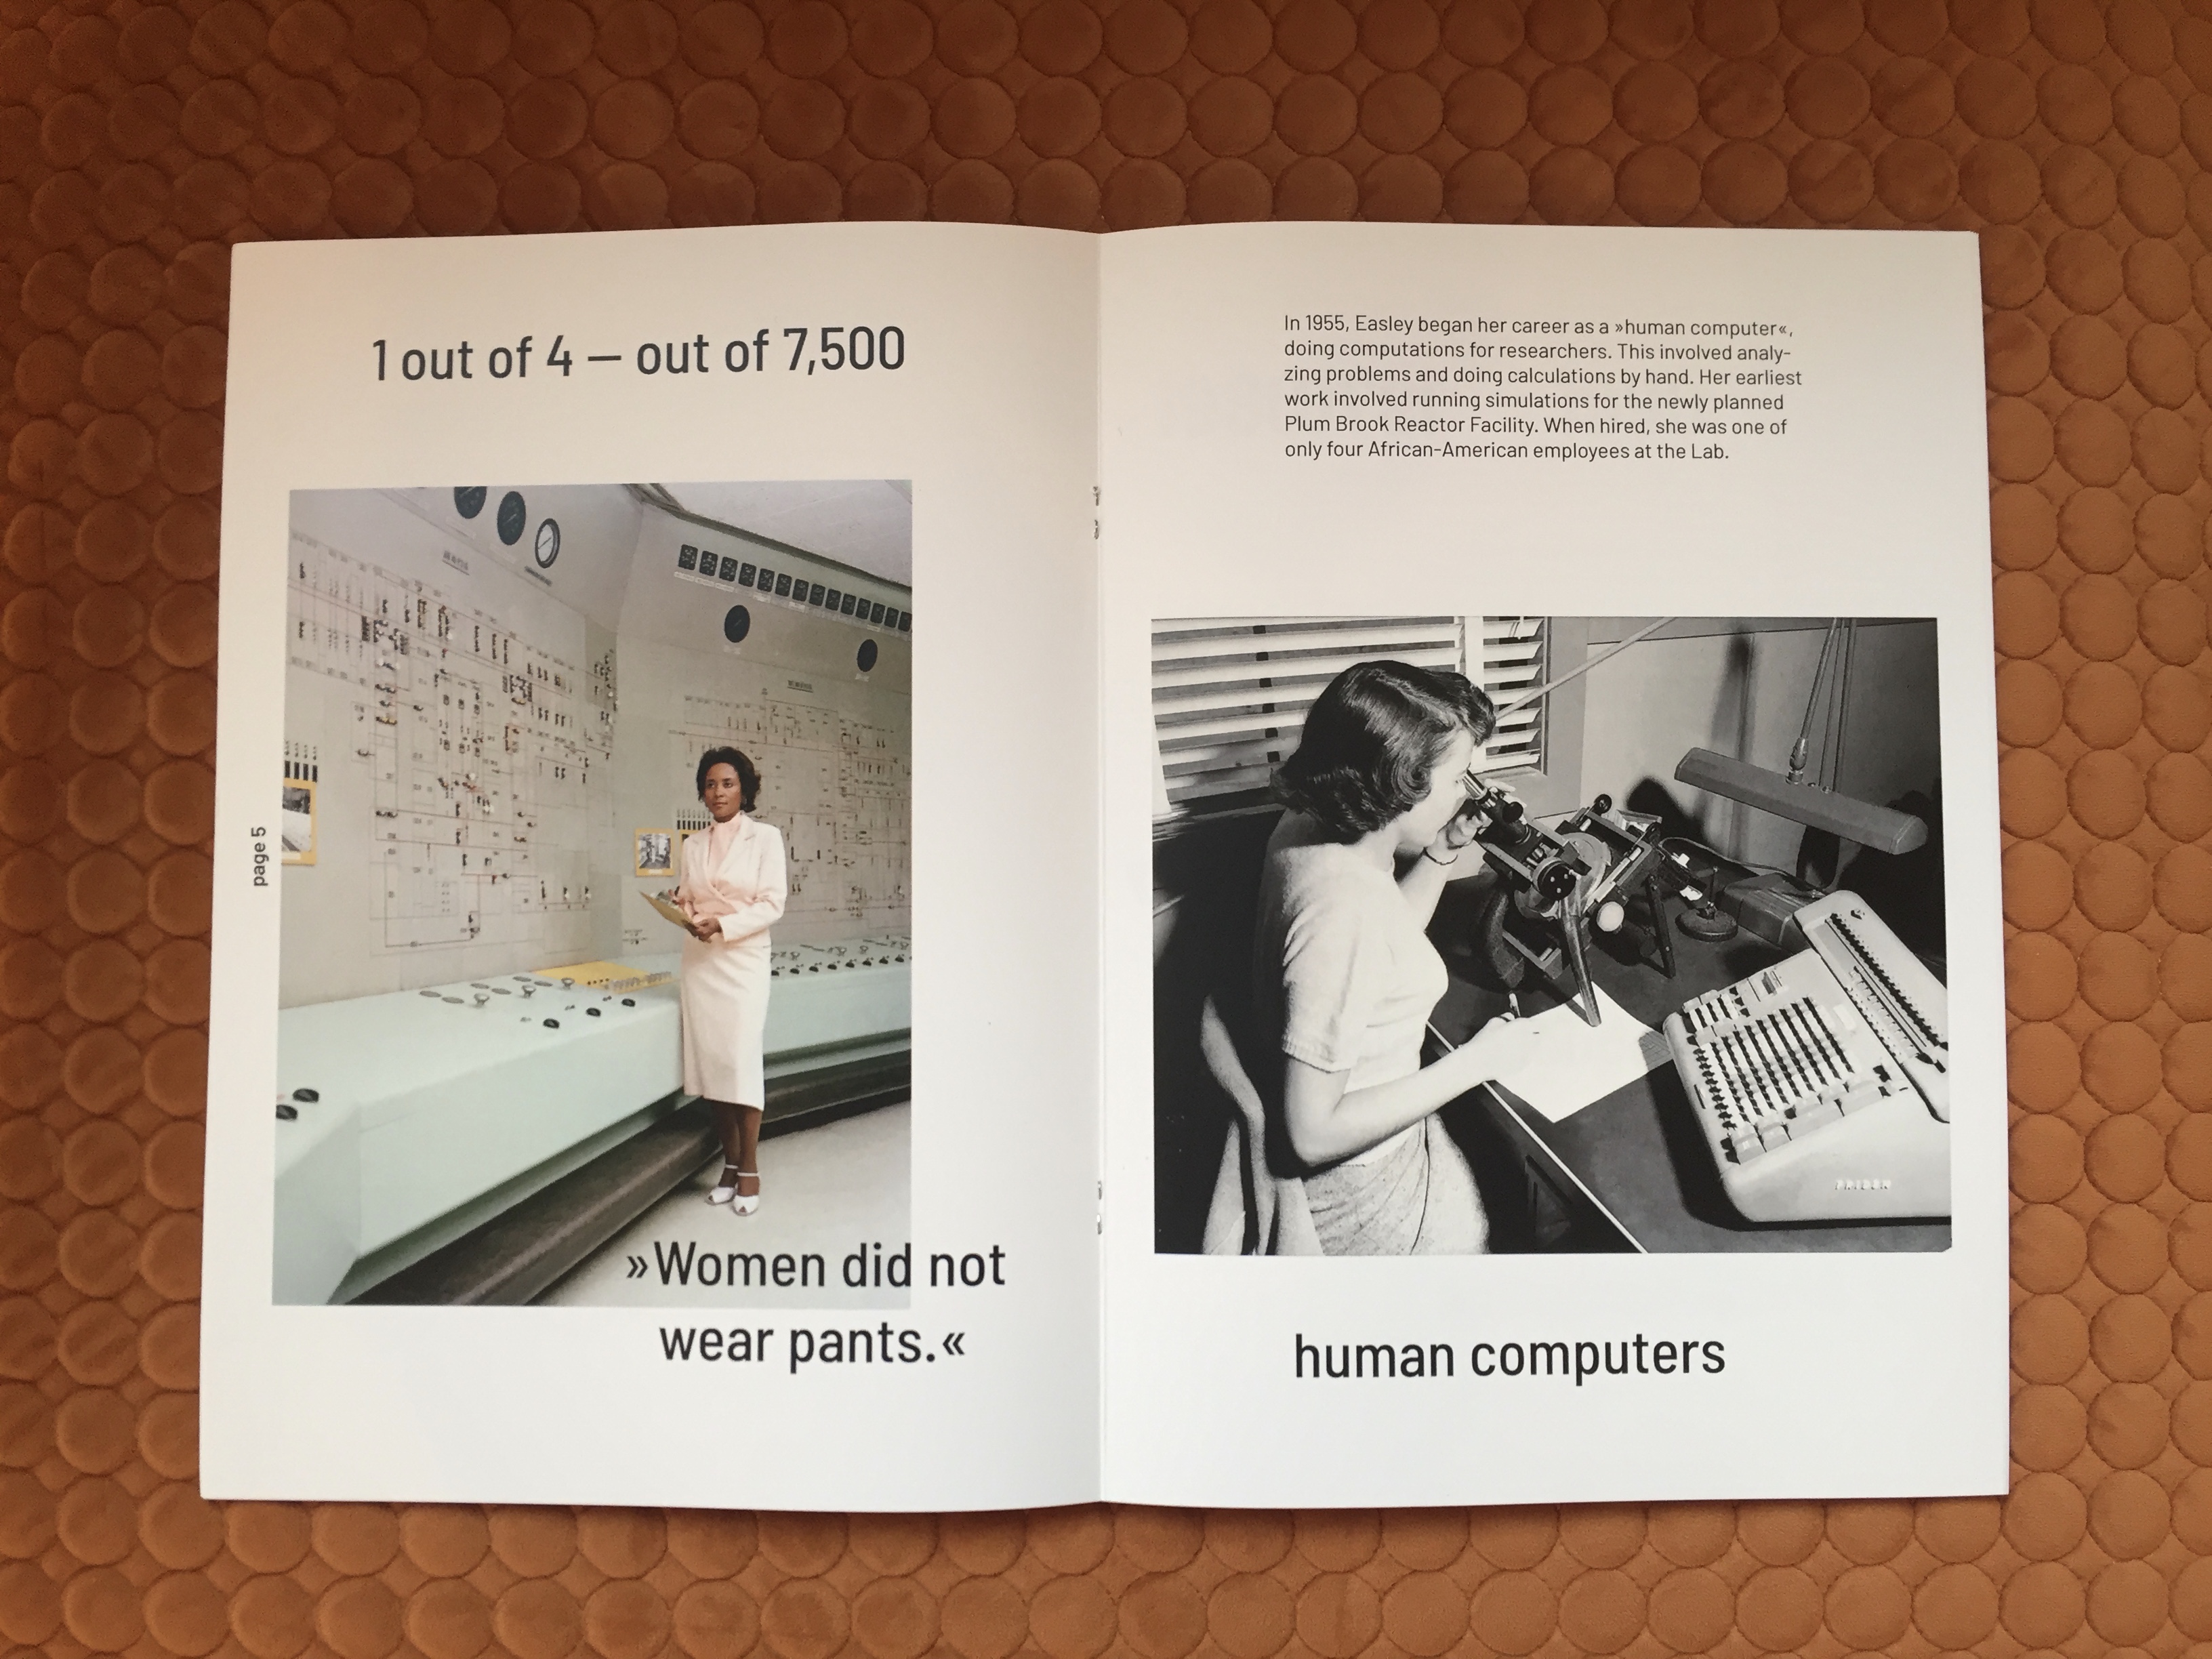 1 out of 4 – out of 7,500
page 5
»Women did not
wear pants.«
In 1955, Easley began her career as a »human computer«,
doing computations for researchers. This involved analy-
zing problems and doing calculations by hand. Her earliest
work involved running simulations for the newly planned
Plum Brook Reactor Facility. When hired, she was one of
only four African-American employees at the Lab.
FRIDEN
human computers